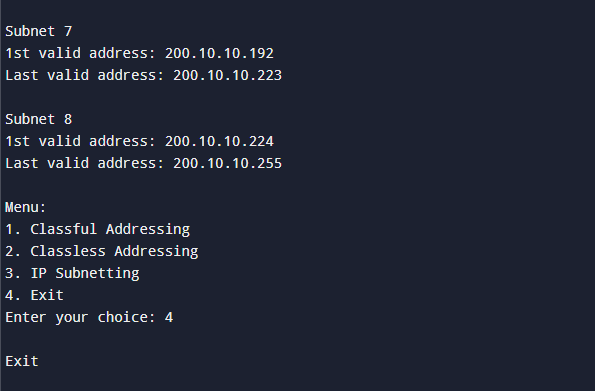 Subnet 7
1st valid address: 200.10.10.192
Last valid address: 200.10.10.223
Subnet 8
1st valid address: 200.10.10.224
Last valid address: 200.10.10.255
Menu:
1. Classful Addressing
2. Classless Addressing
3. IP Subnetting
4. Exit
Enter your choice: 4
Exit